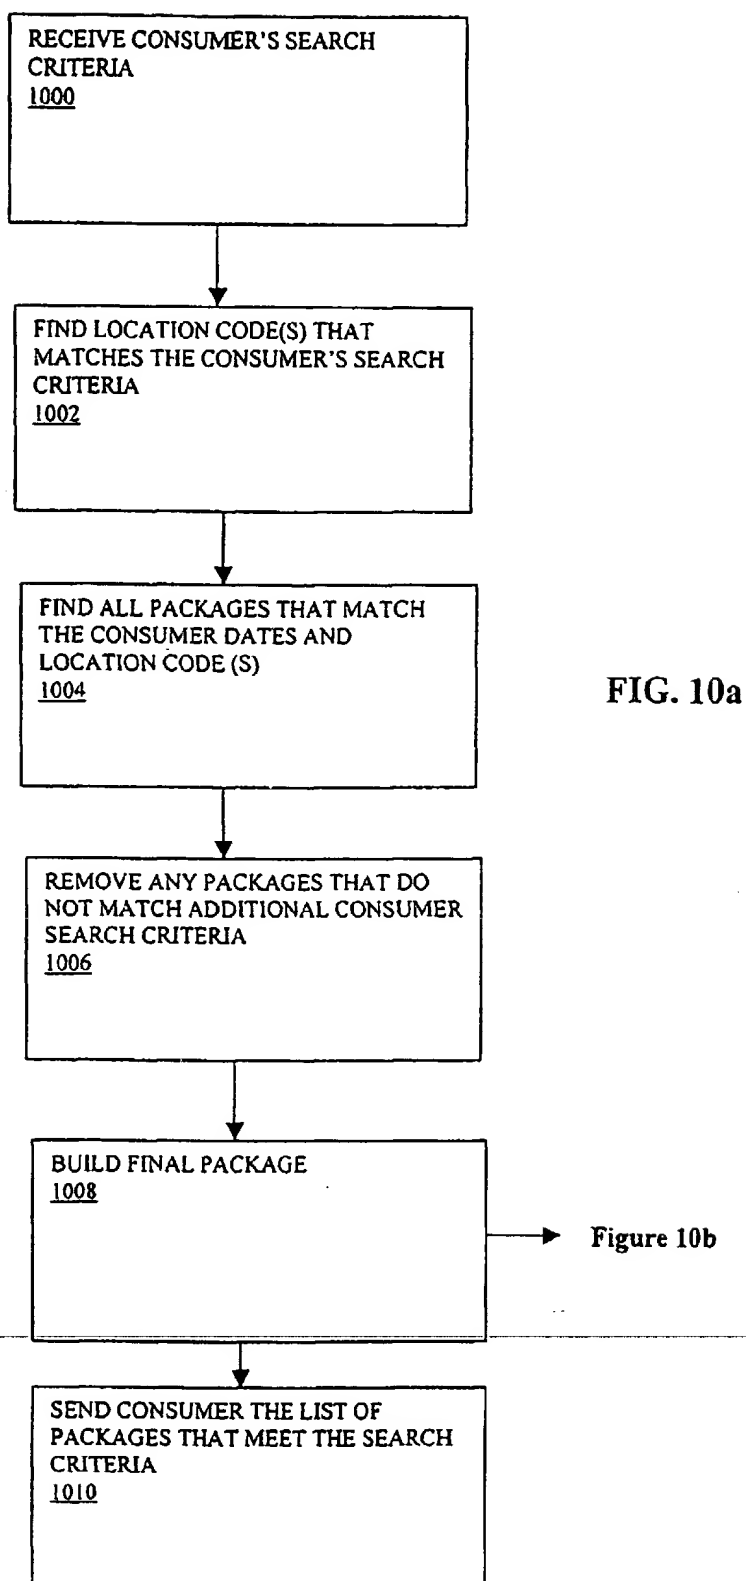 RECEIVE CONSUMER'S SEARCH
CRITERIA
1000
FIND LOCATION CODE(S) THAT
MATCHES THE CONSUMER'S SEARCH
CRITERIA
1002
FIND ALL PACKAGES THAT MATCH
THE CONSUMER DATES AND
LOCATION CODE (S)
1004
FIG. 10a
REMOVE ANY PACKAGES THAT DO
NOT MATCH ADDITIONAL CONSUMER
SEARCH CRITERIA
1006
BUILD FINAL PACKAGE
1008
Figure 10b
SEND CONSUMER THE LIST OF
PACKAGES THAT MEET THE SEARCH
CRITERIA
1010